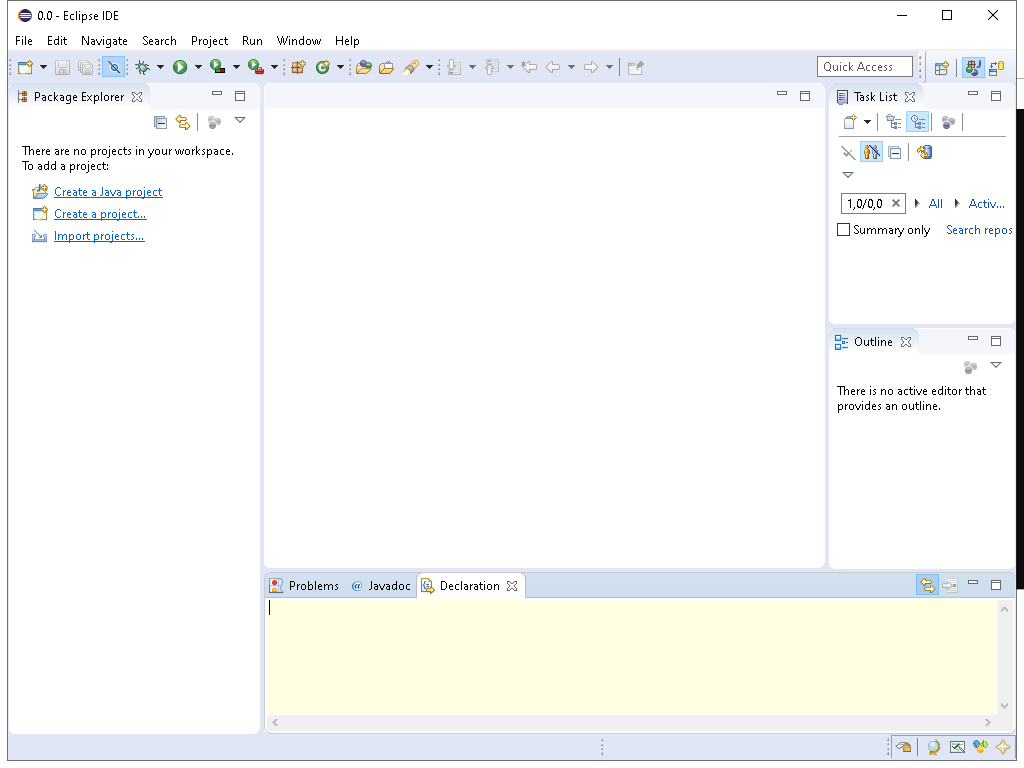 0.0 - Eclipse IDE
File Edit Navigate Search Project Run Window Help
Quick Access
Package Explorer
There are no projects in your workspace.
To add a project:
Create a Java project
Create a project...
Import projects...
Task List
1,0/0,0 All Activ...
Summary only Search repos
Outline
There is no active editor that
provides an outline.
Problems @ Javadoc Declaration